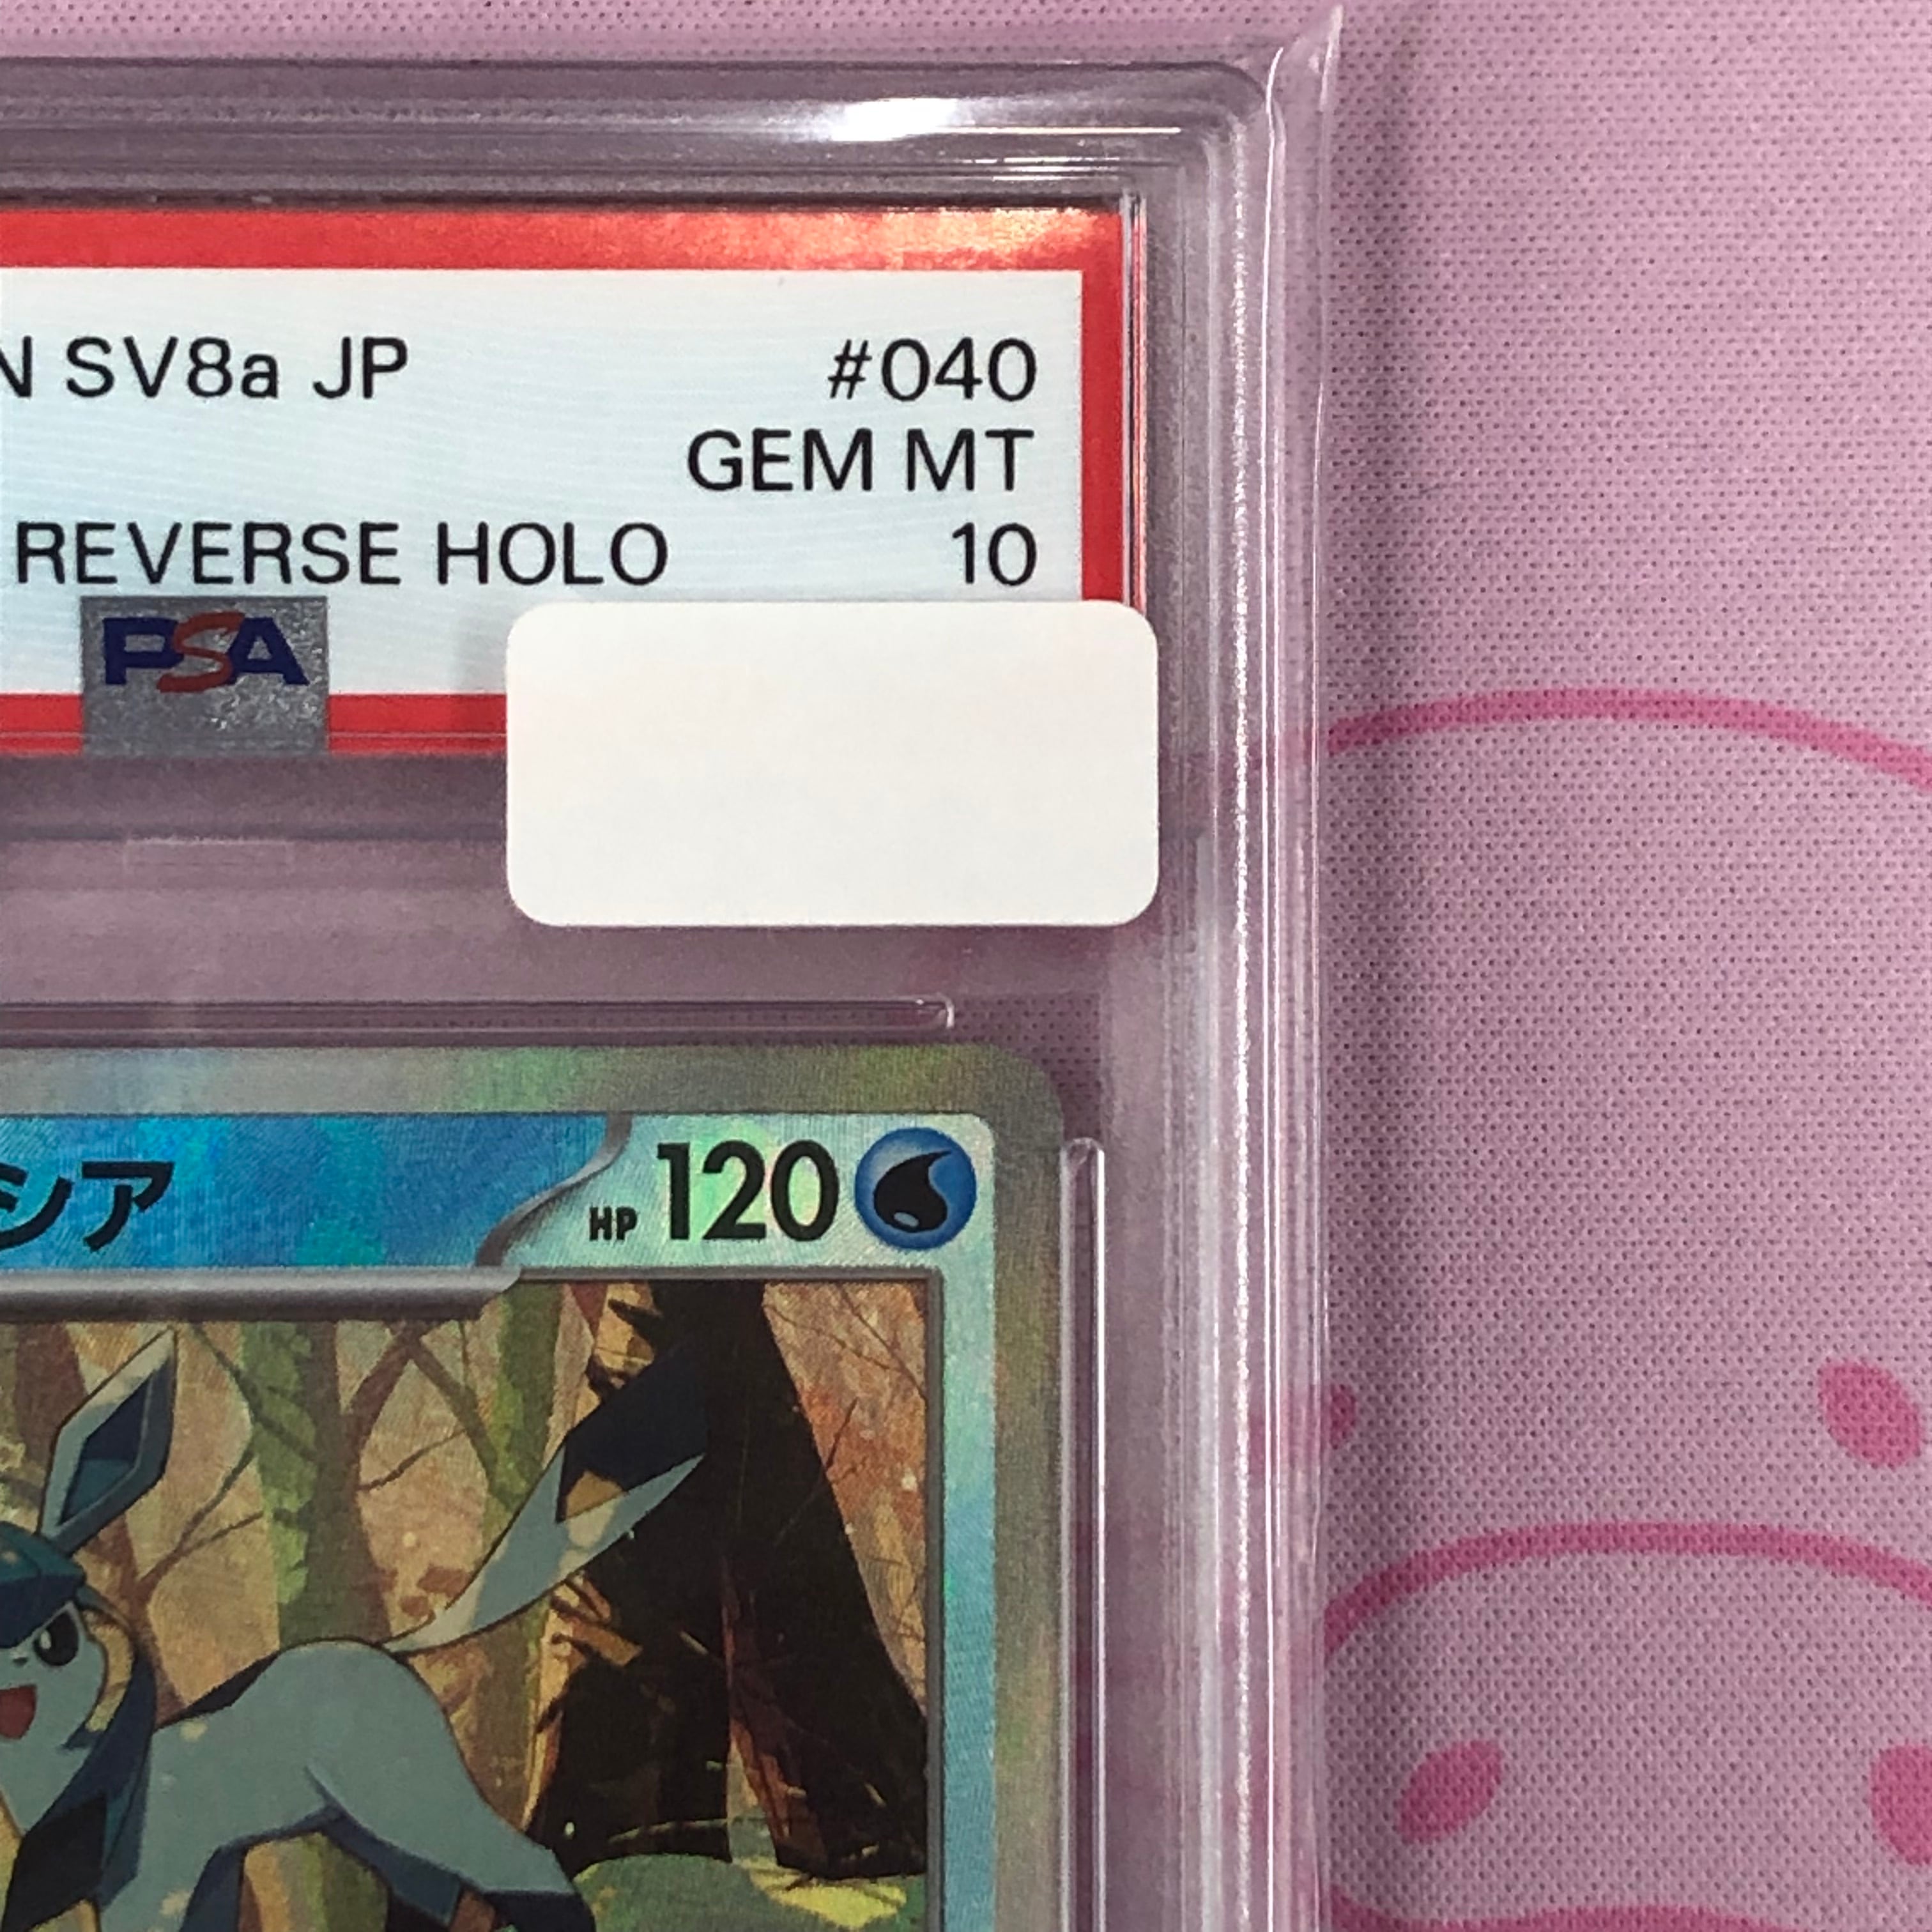 N SV8a JP #040
GEM MT
REVERSE HOLO 10
PSA
シア HP 120